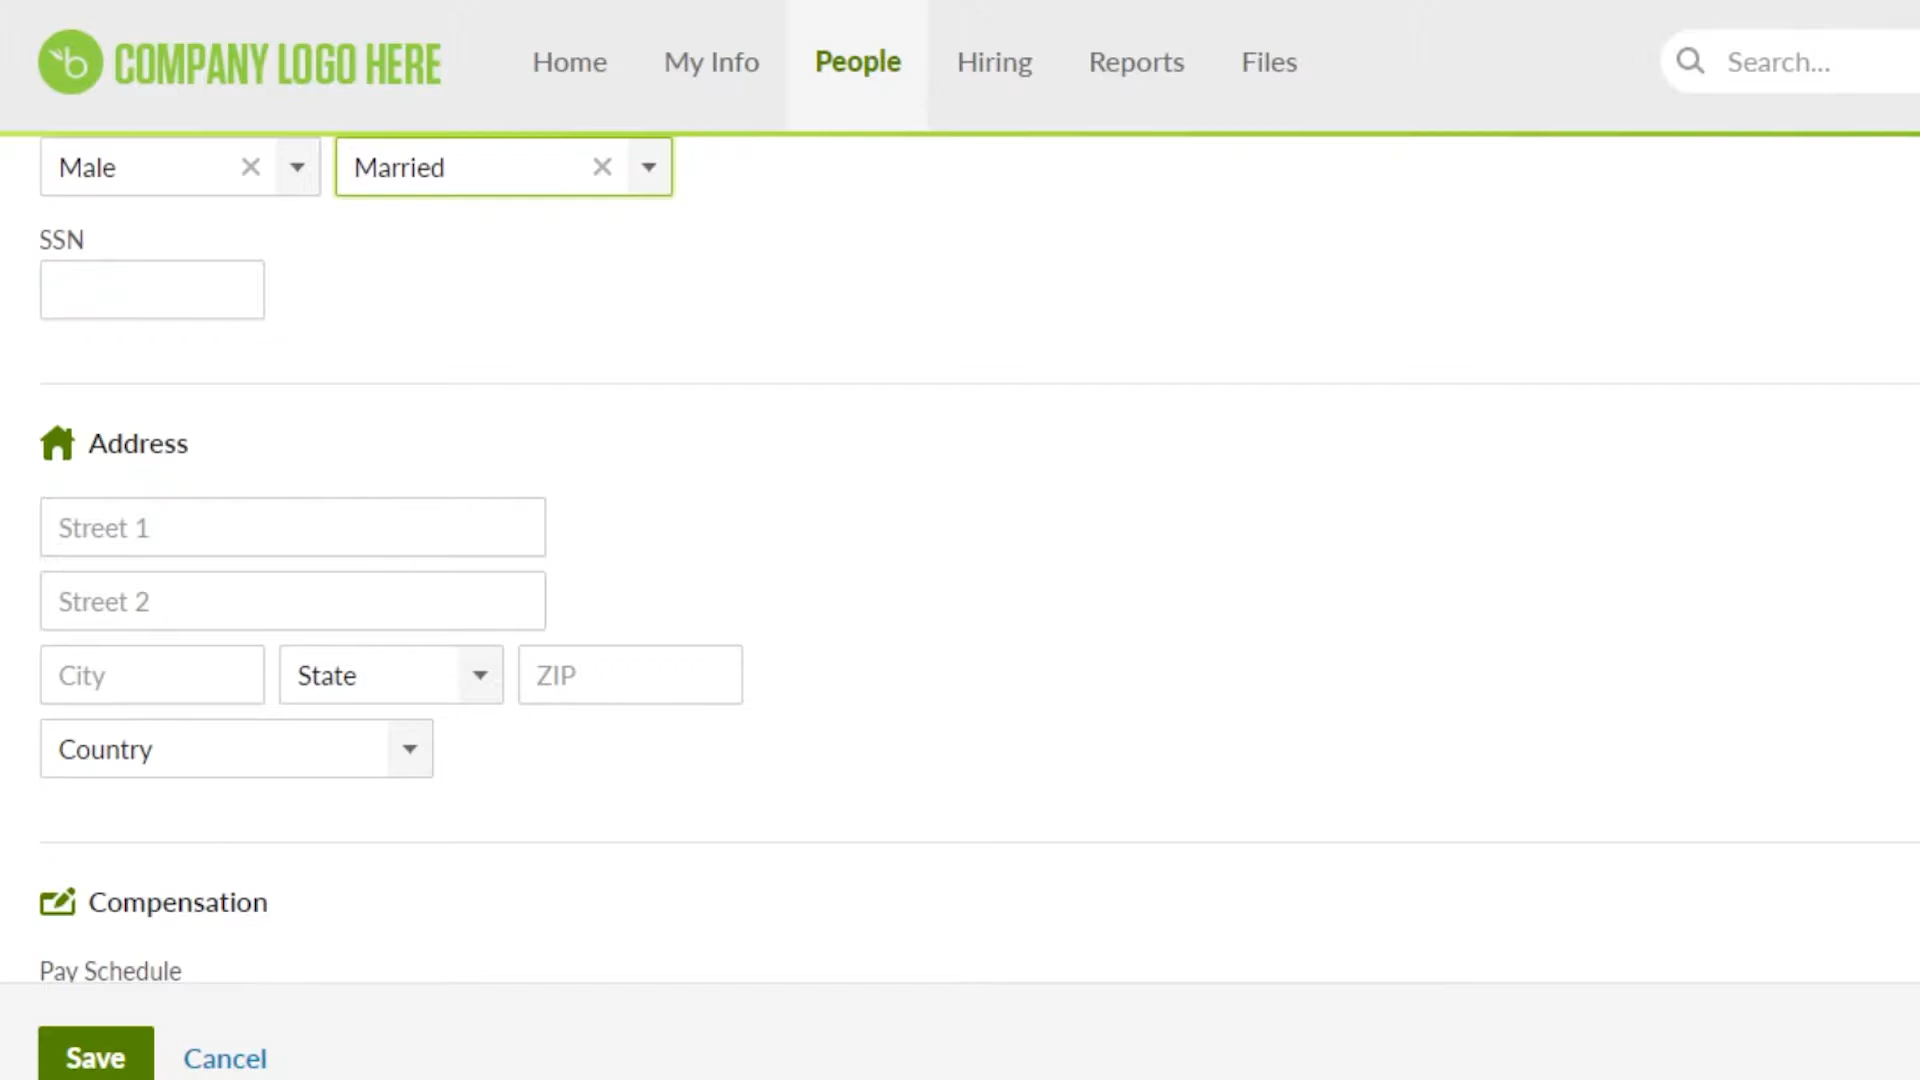 COMPANY LOGO HERE Home My Info People Hiring Reports Files Search...
Male Married
SSN
Address
Street 1
Street 2
City State ZIP
Country
Compensation
Pay Schedule
Save Cancel